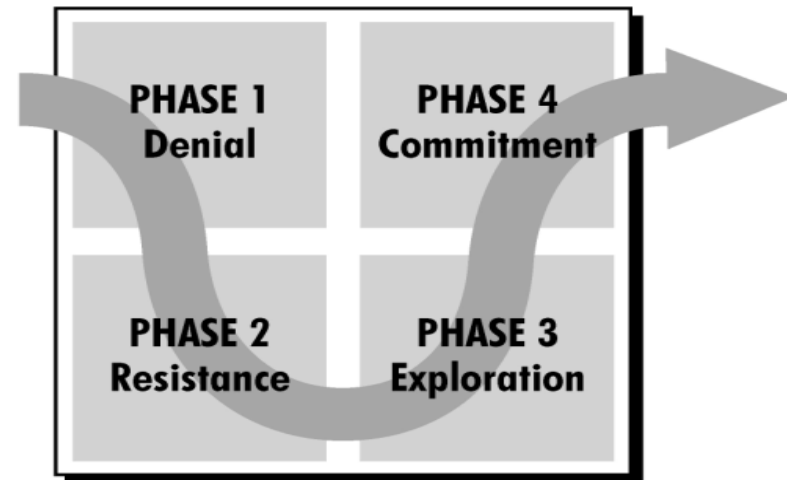 PHASE 1
Denial
PHASE 4
Commitment
PHASE 2
Resistance
PHASE 3
Exploration